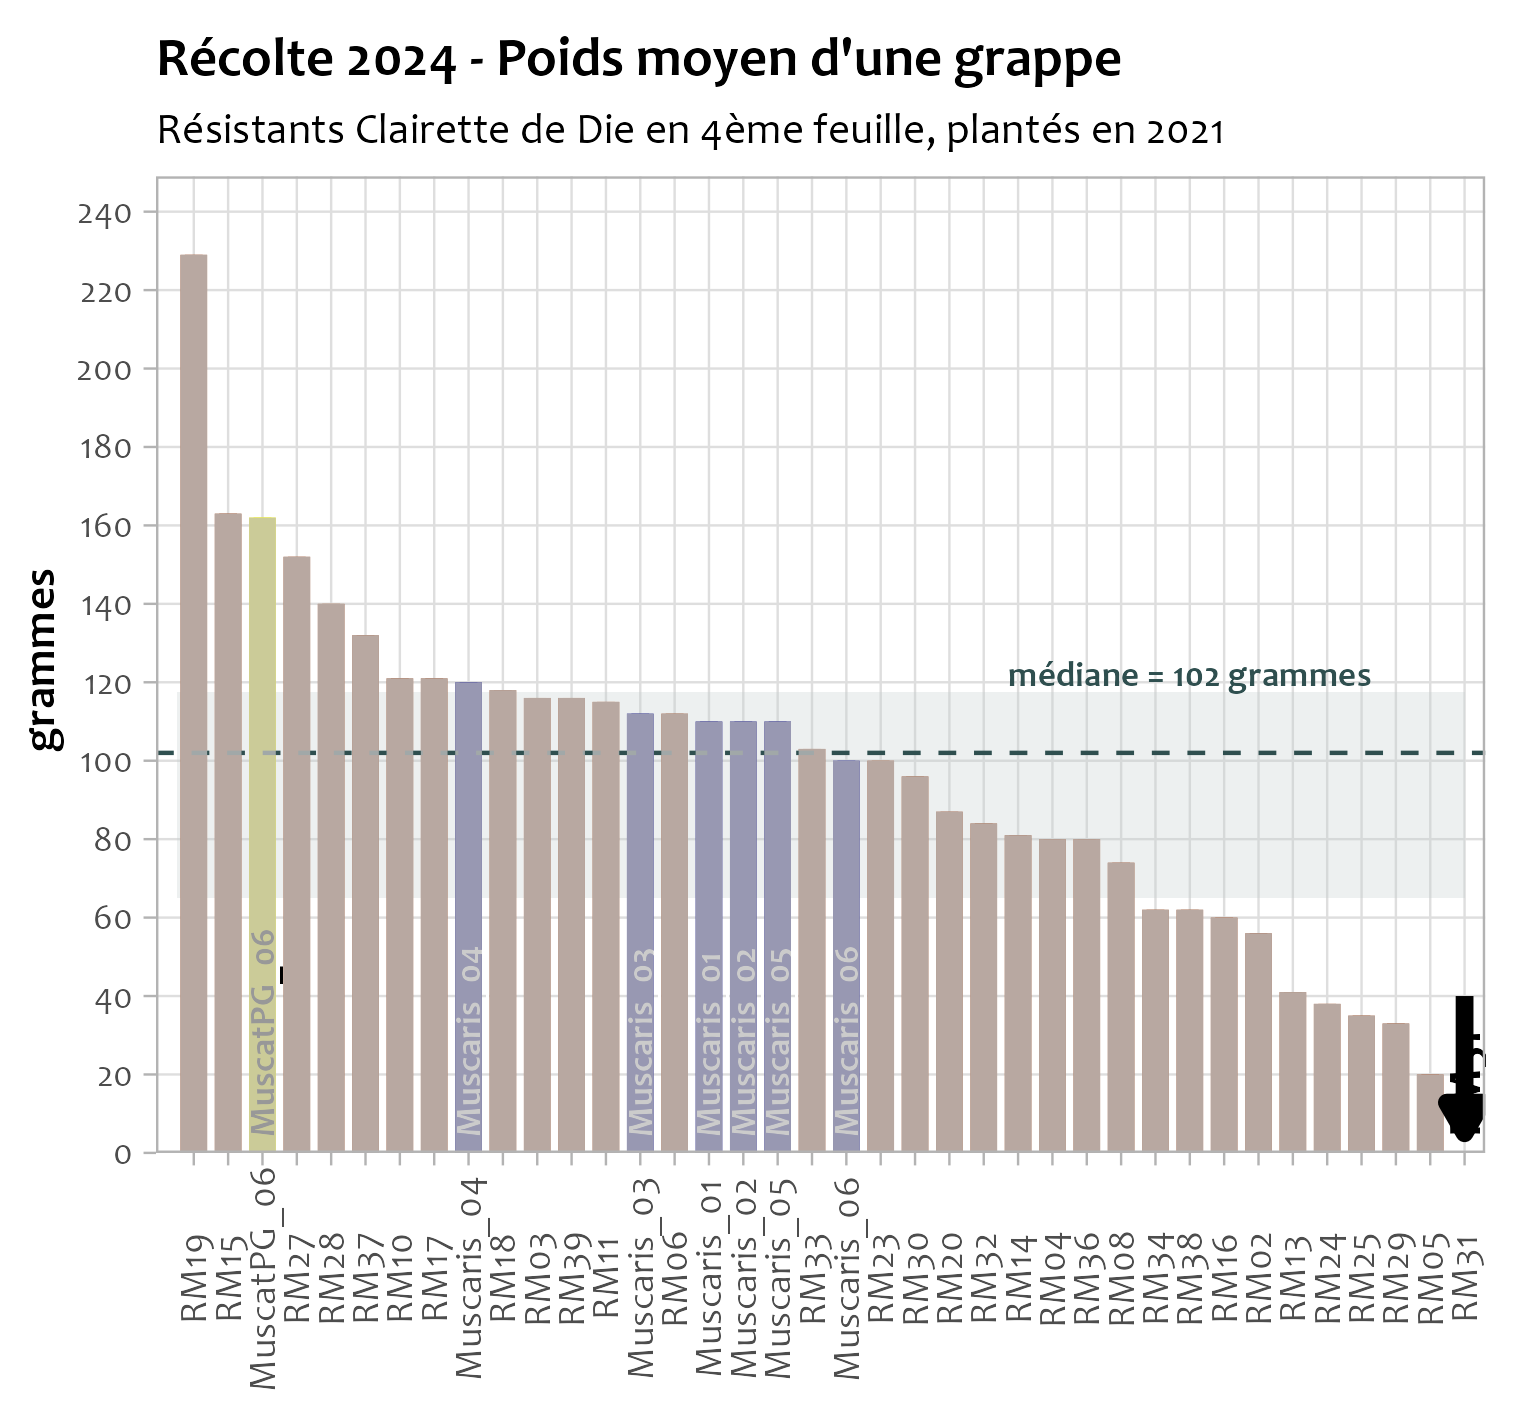 Récolte 2024 - Poids moyen d'une grappe
Résistants Clairette de Die en 4ème feuille, plantés en 2021
grammes
240
220
200
180
160
140
120
100
80
60
40
20
0
médiane = 102 grammes
MuscatPG_06
Muscaris_04
Muscaris_03
Muscaris_01
Muscaris_02
Muscaris_05
Muscaris_06
RM19
RM15
MuscatPG_06
RM27
RM28
RM37
RM10
RM17
Muscaris_04
RM18
RM03
RM39
RM11
Muscaris_03
RM06
Muscaris_01
Muscaris_02
Muscaris_05
RM33
Muscaris_06
RM23
RM30
RM20
RM32
RM14
RM04
RM36
RM08
RM34
RM38
RM16
RM02
RM13
RM24
RM25
RM29
RM05
RM31